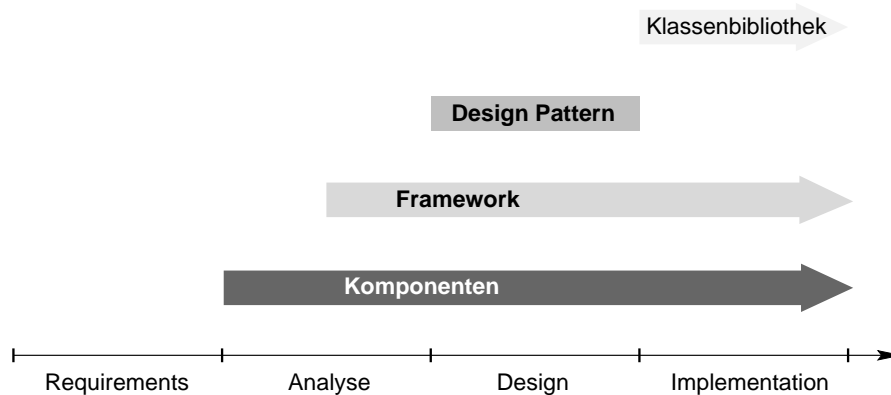 Klassenbibliothek
Design Pattern
Framework
Komponenten
Requirements Analyse Design Implementation